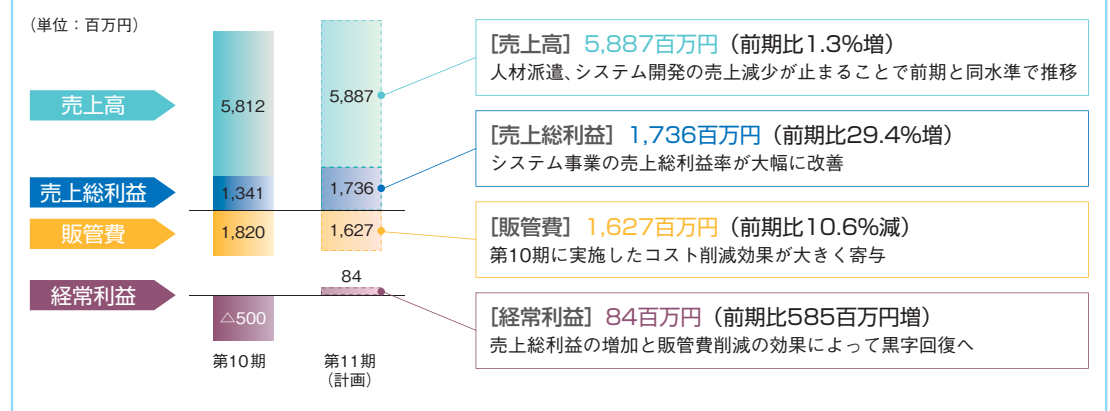 （単位：百万円）
売上高
売上総利益
販管費
経常利益
5,812
1,341
1,820
△500
第10期
5,887
1,736
1,627
84
第11期
（計画）
［売上高］5,887百万円（前期比1.3%増）
人材派遣、システム開発の売上減少が止まることで前期と同水準で推移
［売上総利益］1,736百万円（前期比29.4%増）
システム事業の売上総利益率が大幅に改善
［販管費］1,627百万円（前期比10.6%減）
第10期に実施したコスト削減効果が大きく寄与
［経常利益］84百万円（前期比585百万円増）
売上総利益の増加と販管費削減の効果によって黒字回復へ